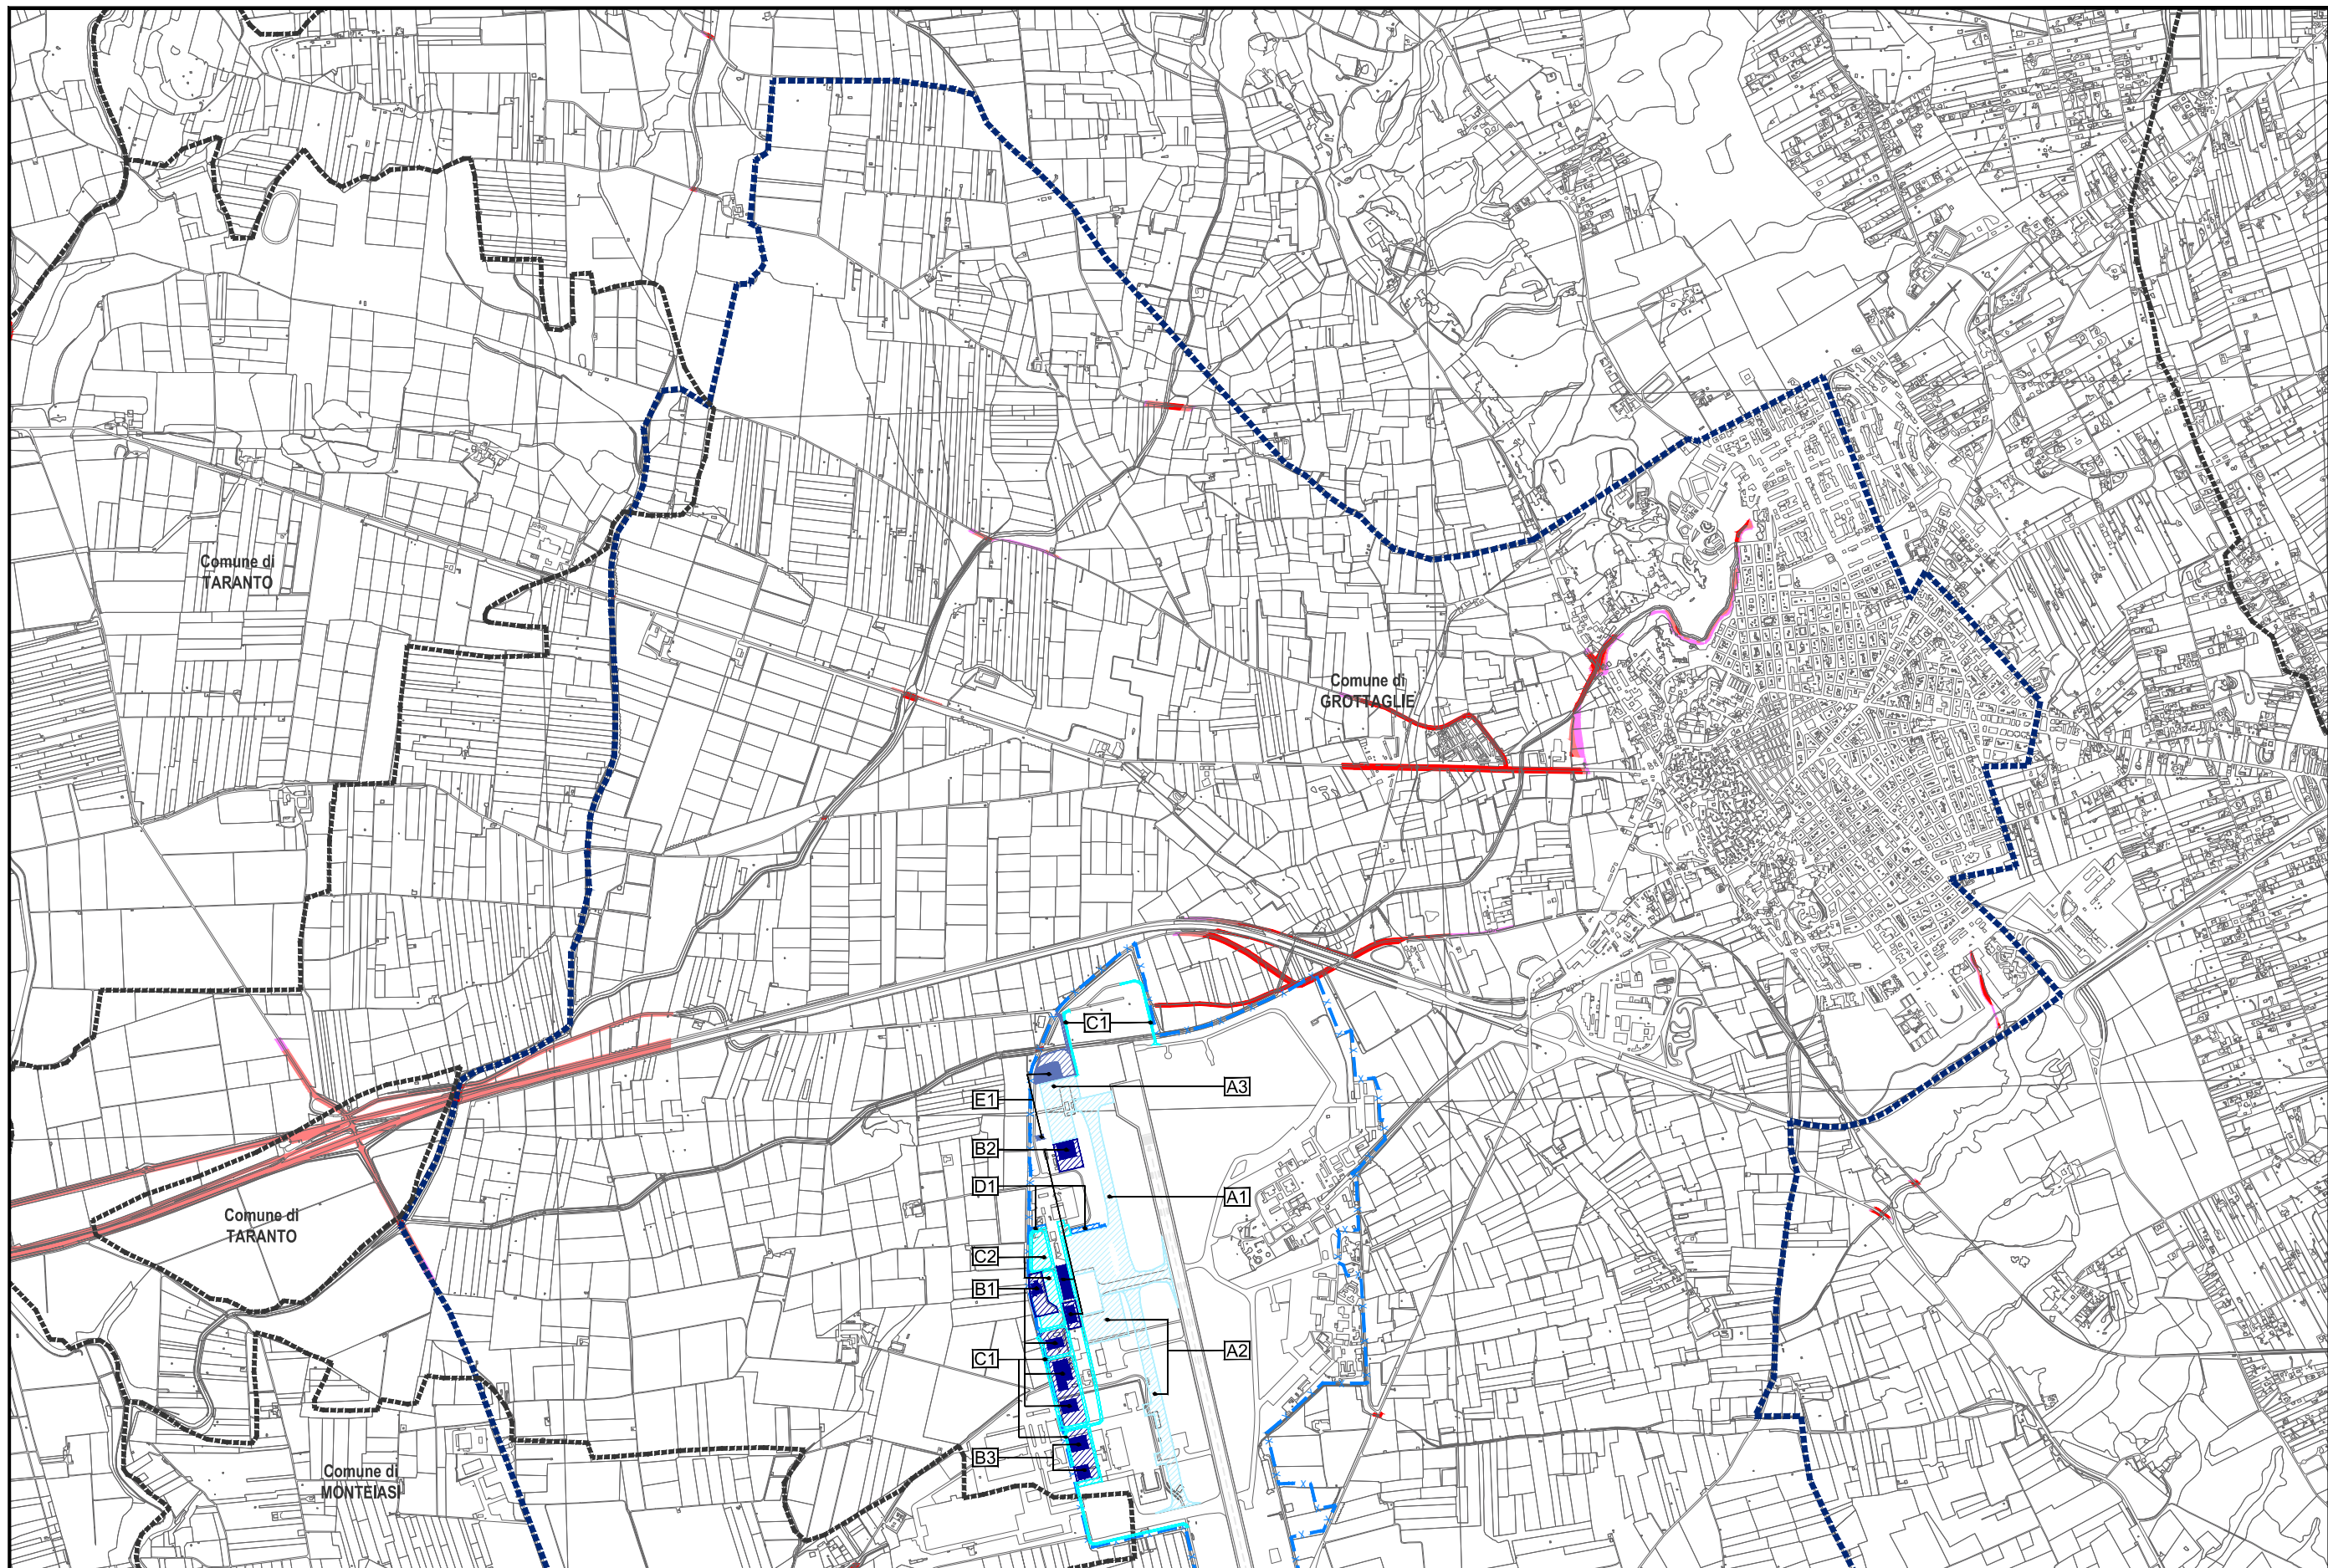 Comune di
TARANTO
Comune di
GROTTAGLIE
C1
A3
E1
B2
D1
A1
Comune di
TARANTO
C2
B1
A2
C1
B3
Comune di
MONTEIASI